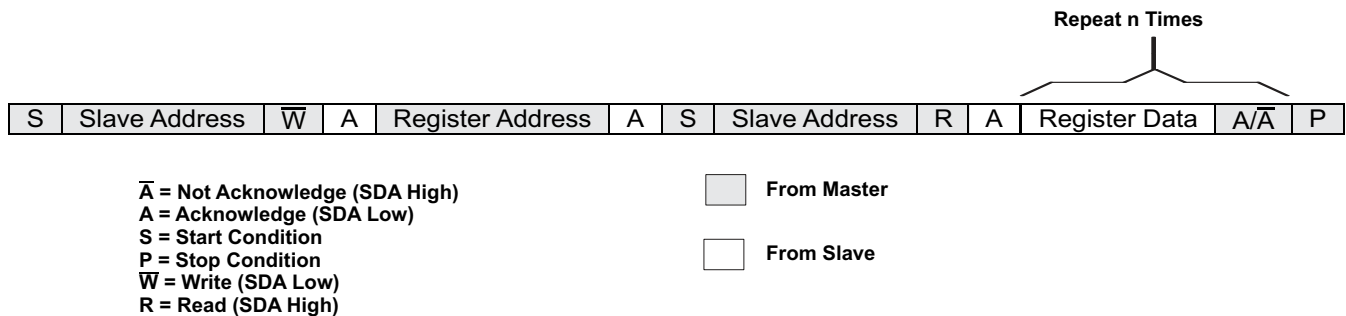 Repeat n Times
S Slave Address W̅ A Register Address A S Slave Address R A Register Data A/A̅ P
A̅ = Not Acknowledge (SDA High)
A = Acknowledge (SDA Low)
S = Start Condition
P = Stop Condition
W̅ = Write (SDA Low)
R = Read (SDA High)
From Master
From Slave